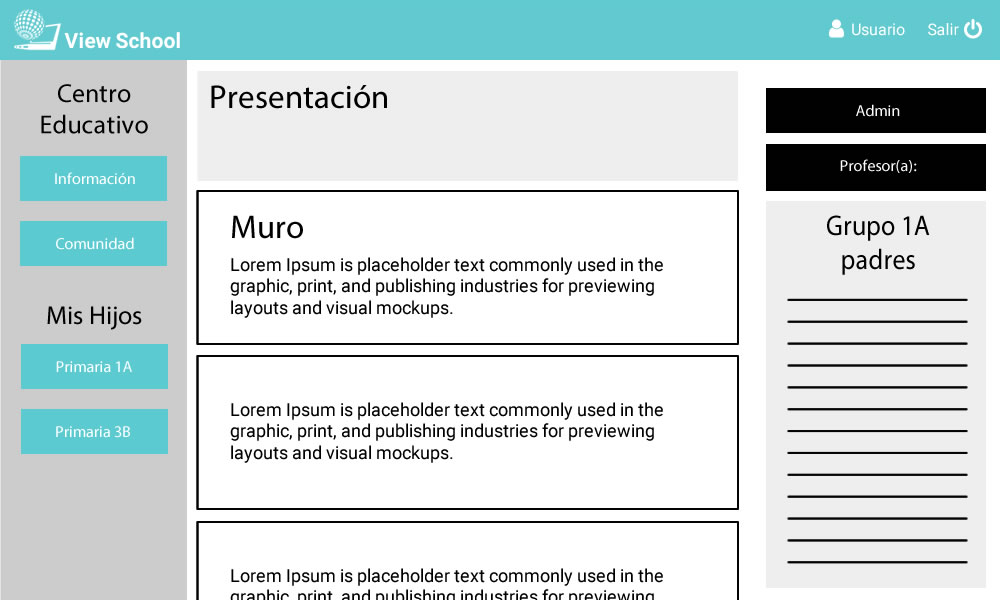 View School
Usuario
Salir
Centro
Educativo
Información
Comunidad
Mis Hijos
Primaria 1A
Primaria 3B
Presentación
Muro
Lorem Ipsum is placeholder text commonly used in the
graphic, print, and publishing industries for previewing
layouts and visual mockups.
Lorem Ipsum is placeholder text commonly used in the
graphic, print, and publishing industries for previewing
layouts and visual mockups.
Lorem Ipsum is placeholder text commonly used in the
graphic, print, and publishing industries for previewing
Admin
Profesor(a):
Grupo 1A
padres